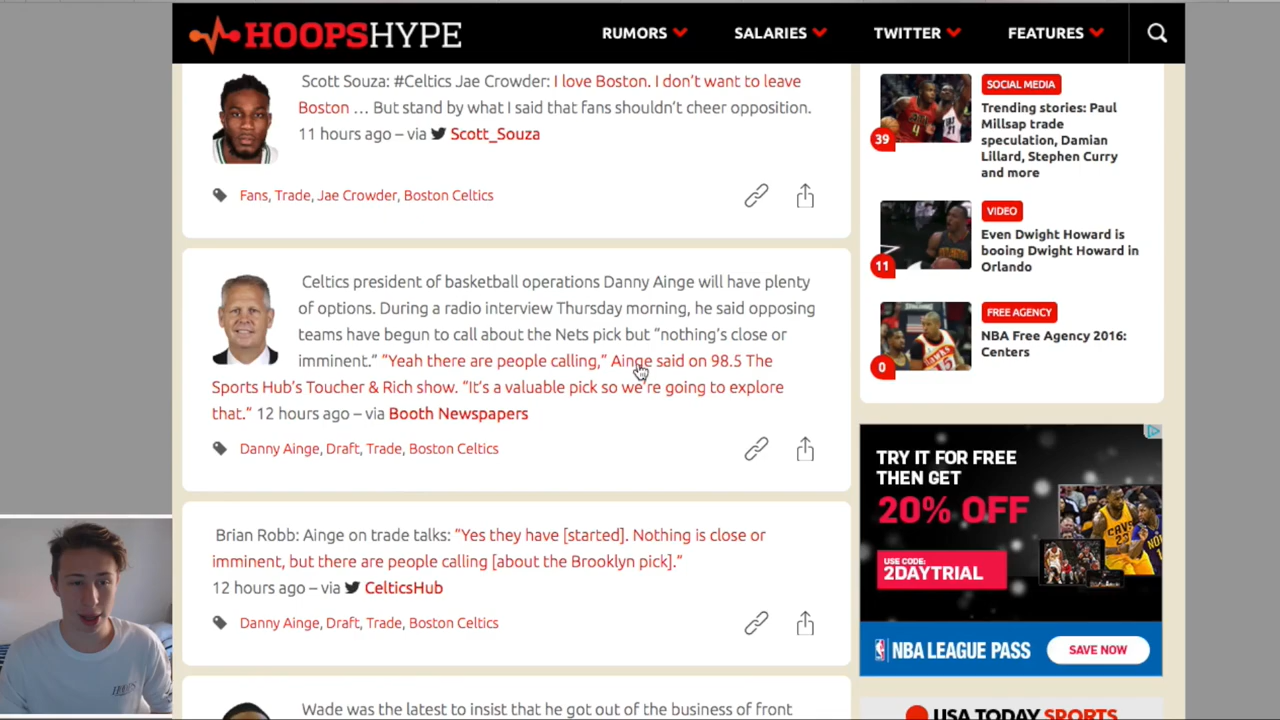 HOOPSHYPE
RUMORS
SALARIES
TWITTER
FEATURES
Scott Souza: #Celtics Jae Crowder: I love Boston. I don't want to leave
Boston … But stand by what I said that fans shouldn't cheer opposition.
11 hours ago – via Scott_Souza
Fans, Trade, Jae Crowder, Boston Celtics
Celtics president of basketball operations Danny Ainge will have plenty
of options. During a radio interview Thursday morning, he said opposing
teams have begun to call about the Nets pick but "nothing's close or
imminent." "Yeah there are people calling," Ainge said on 98.5 The
Sports Hub's Toucher & Rich show. "It's a valuable pick so we're going to explore
that." 12 hours ago – via Booth Newspapers
Danny Ainge, Draft, Trade, Boston Celtics
Brian Robb: Ainge on trade talks: "Yes they have [started]. Nothing is close or
imminent, but there are people calling [about the Brooklyn pick]."
12 hours ago – via CelticsHub
Danny Ainge, Draft, Trade, Boston Celtics
Wade was the latest to insist that he got out of the business of front
SOCIAL MEDIA
39
Trending stories: Paul
Millsap trade
speculation, Damian
Lillard, Stephen Curry
and more
VIDEO
11
Even Dwight Howard is
booing Dwight Howard in
Orlando
FREE AGENCY
0
NBA Free Agency 2016:
Centers
TRY IT FOR FREE
THEN GET
20% OFF
USE CODE:
2DAYTRIAL
NBA LEAGUE PASS
SAVE NOW
USA TODAY SPORTS